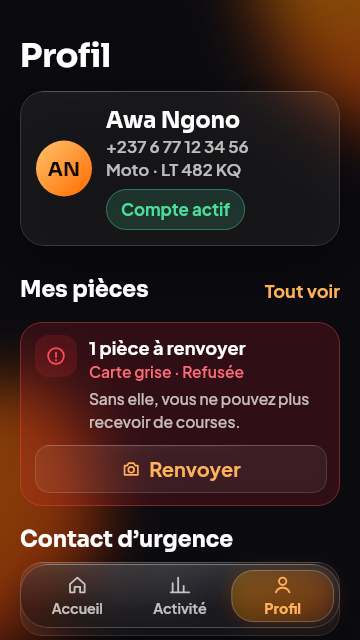 Profil
AN
Awa Ngono
+237 6 77 12 34 56
Moto · LT 482 KQ
Compte actif
Mes pièces
Tout voir
1 pièce à renvoyer
Carte grise · Refusée
Sans elle, vous ne pouvez plus
recevoir de courses.
Renvoyer
Contact d’urgence
Accueil
Activité
Profil